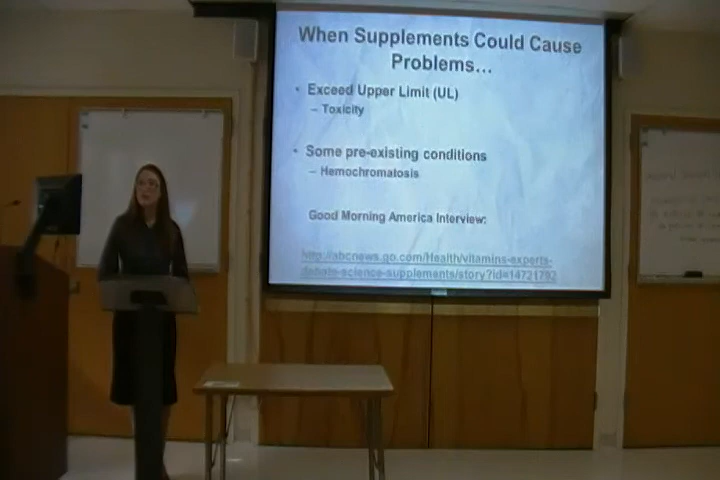 When Supplements Could Cause
Problems...
• Exceed Upper Limit (UL)
– Toxicity
• Some pre-existing conditions
– Hemochromatosis
Good Morning America Interview:
http://abcnews.go.com/Health/vitamins-experts-
debate-science-supplements/story?id=14721792